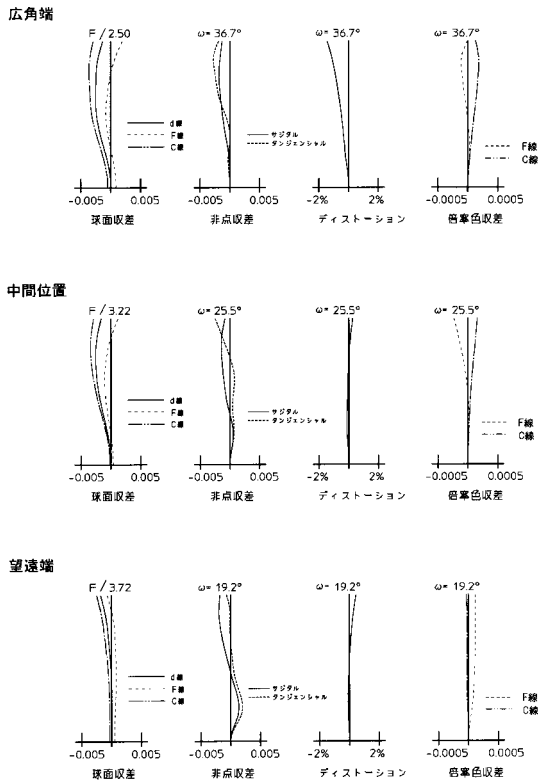 広角端
F / 2.50
ω= 36.7°
ω= 36.7°
ω= 36.7°
d線
F線
C線
サジタル
タンジェンシャル
F線
C線
-0.005 0.005
-0.005 0.005
-2% 2%
-0.0005 0.0005
球面収差
非点収差
ディストーション
倍率色収差
中間位置
F / 3.22
ω= 25.5°
ω= 25.5°
ω= 25.5°
d線
F線
C線
サジタル
タンジェンシャル
F線
C線
-0.005 0.005
-0.005 0.005
-2% 2%
-0.0005 0.0005
球面収差
非点収差
ディストーション
倍率色収差
望遠端
F / 3.72
ω= 19.2°
ω= 19.2°
ω= 19.2°
d線
F線
C線
サジタル
タンジェンシャル
F線
C線
-0.005 0.005
-0.005 0.005
-2% 2%
-0.0005 0.0005
球面収差
非点収差
ディストーション
倍率色収差